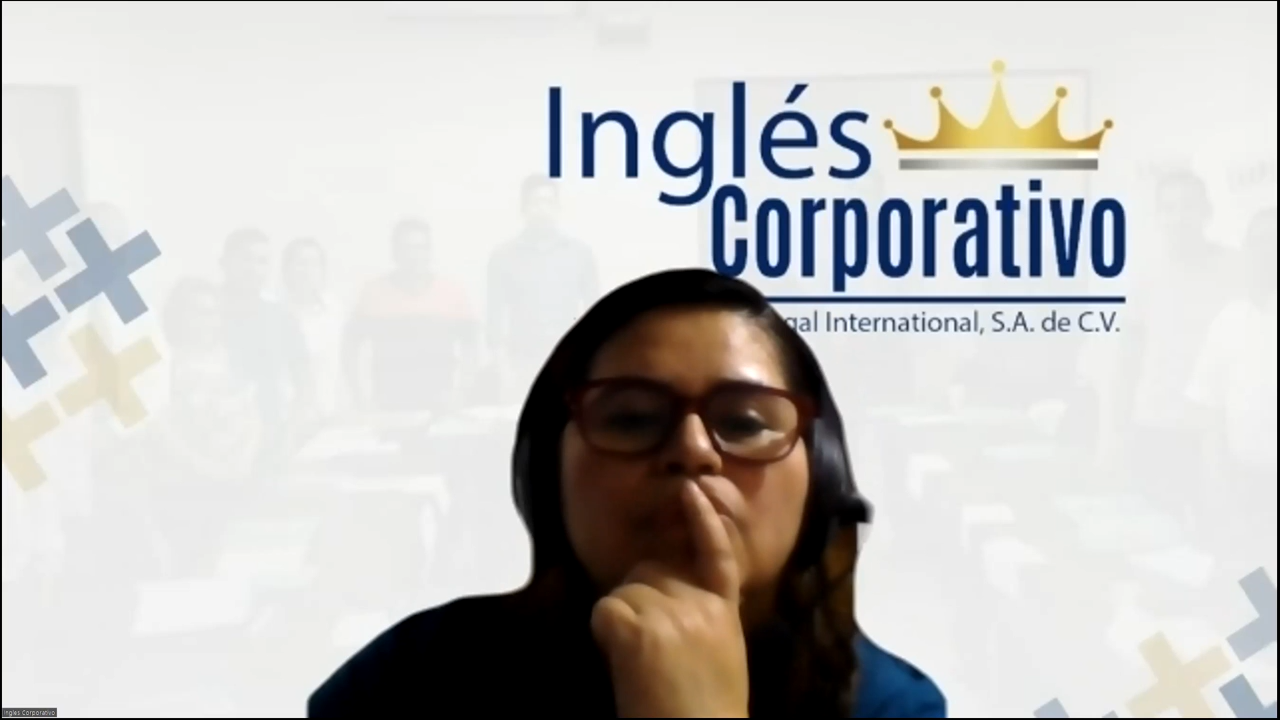 Inglés
Corporativo
gal International, S.A. de C.V.
Ingles Corporativo